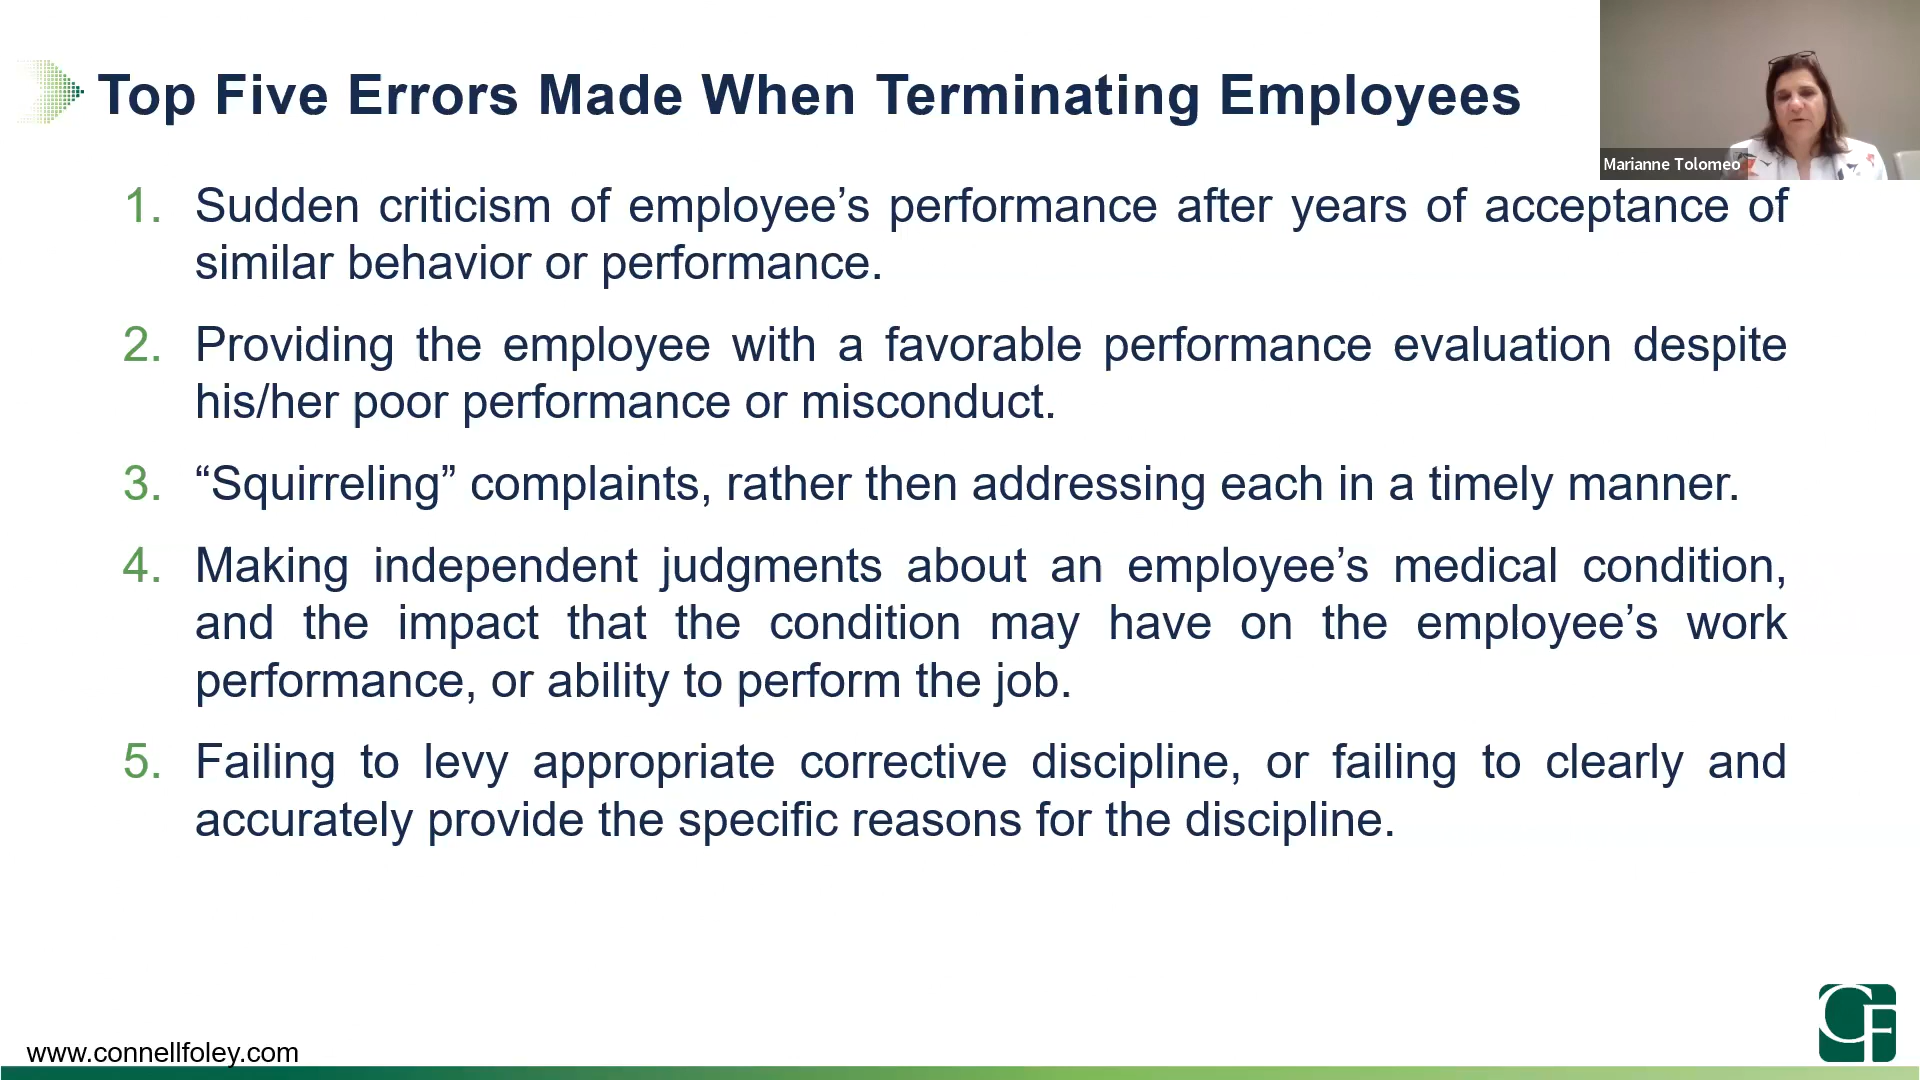 Top Five Errors Made When Terminating Employees
Marianne Tolomeo
1. Sudden criticism of employee’s performance after years of acceptance of
similar behavior or performance.
2. Providing the employee with a favorable performance evaluation despite
his/her poor performance or misconduct.
3. “Squirreling” complaints, rather then addressing each in a timely manner.
4. Making independent judgments about an employee’s medical condition,
and the impact that the condition may have on the employee’s work
performance, or ability to perform the job.
5. Failing to levy appropriate corrective discipline, or failing to clearly and
accurately provide the specific reasons for the discipline.
CF
www.connellfoley.com